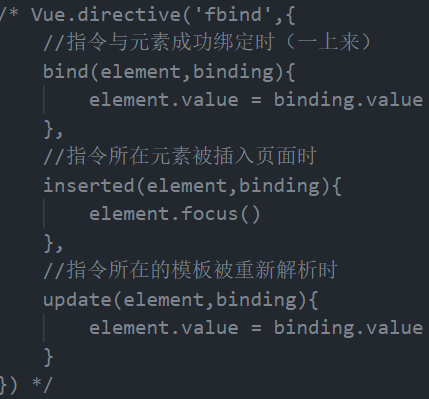 /* Vue.directive('fbind',{
//指令与元素成功绑定时（一上来）
bind(element,binding){
element.value = binding.value
},
//指令所在元素被插入页面时
inserted(element,binding){
element.focus()
},
//指令所在的模板被重新解析时
update(element,binding){
element.value = binding.value
}
}) */